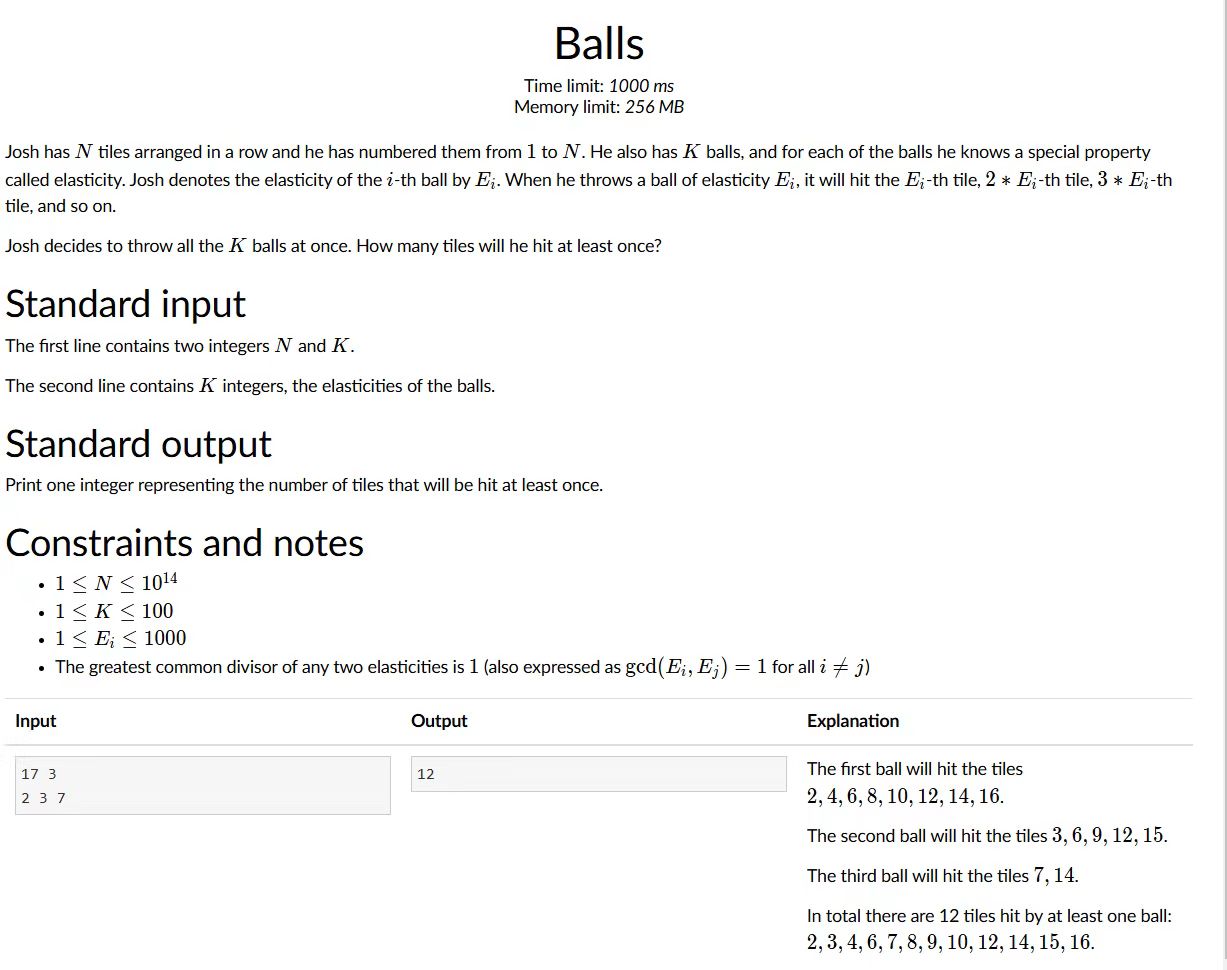 Balls
Time limit: 1000 ms
Memory limit: 256 MB
Josh has N tiles arranged in a row and he has numbered them from 1 to N. He also has K balls, and for each of the balls he knows a special property
called elasticity. Josh denotes the elasticity of the i-th ball by E_i. When he throws a ball of elasticity E_i, it will hit the E_i-th tile, 2 ∗ E_i-th tile, 3 ∗ E_i-th
tile, and so on.
Josh decides to throw all the K balls at once. How many tiles will he hit at least once?
Standard input
The first line contains two integers N and K.
The second line contains K integers, the elasticities of the balls.
Standard output
Print one integer representing the number of tiles that will be hit at least once.
Constraints and notes
• 1 ≤ N ≤ 10^14
• 1 ≤ K ≤ 100
• 1 ≤ E_i ≤ 1000
• The greatest common divisor of any two elasticities is 1 (also expressed as gcd(E_i, E_j) = 1 for all i ≠ j)
Input Output Explanation
17 3
2 3 7
12
The first ball will hit the tiles
2, 4, 6, 8, 10, 12, 14, 16.
The second ball will hit the tiles 3, 6, 9, 12, 15.
The third ball will hit the tiles 7, 14.
In total there are 12 tiles hit by at least one ball:
2, 3, 4, 6, 7, 8, 9, 10, 12, 14, 15, 16.